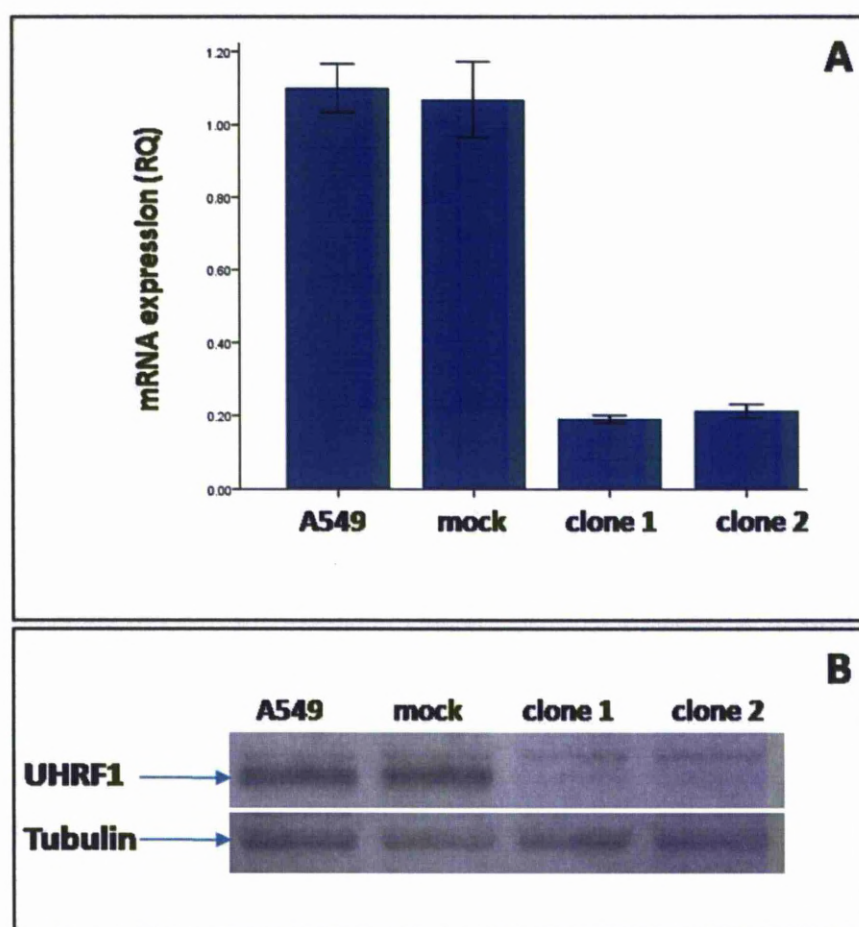 A
mRNA expression (RQ)
1.20
1.00
0.80
0.60
0.40
0.20
0.00
A549 mock clone 1 clone 2
B
A549 mock clone 1 clone 2
UHRF1
Tubulin